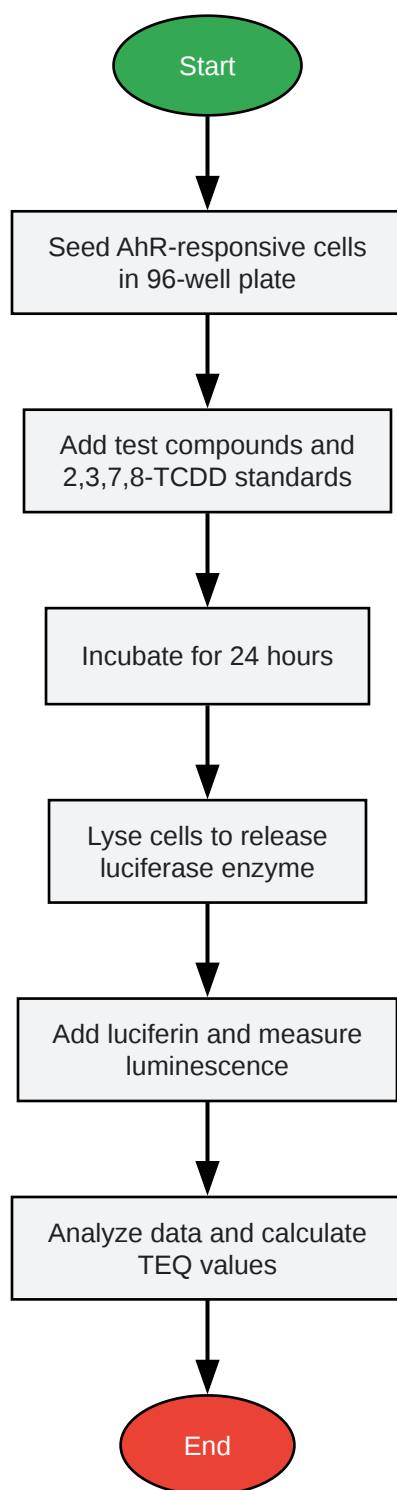 Start
Seed AhR-responsive cells
in 96-well plate
Add test compounds and
2,3,7,8-TCDD standards
Incubate for 24 hours
Lyse cells to release
luciferase enzyme
Add luciferin and measure
luminescence
Analyze data and calculate
TEQ values
End